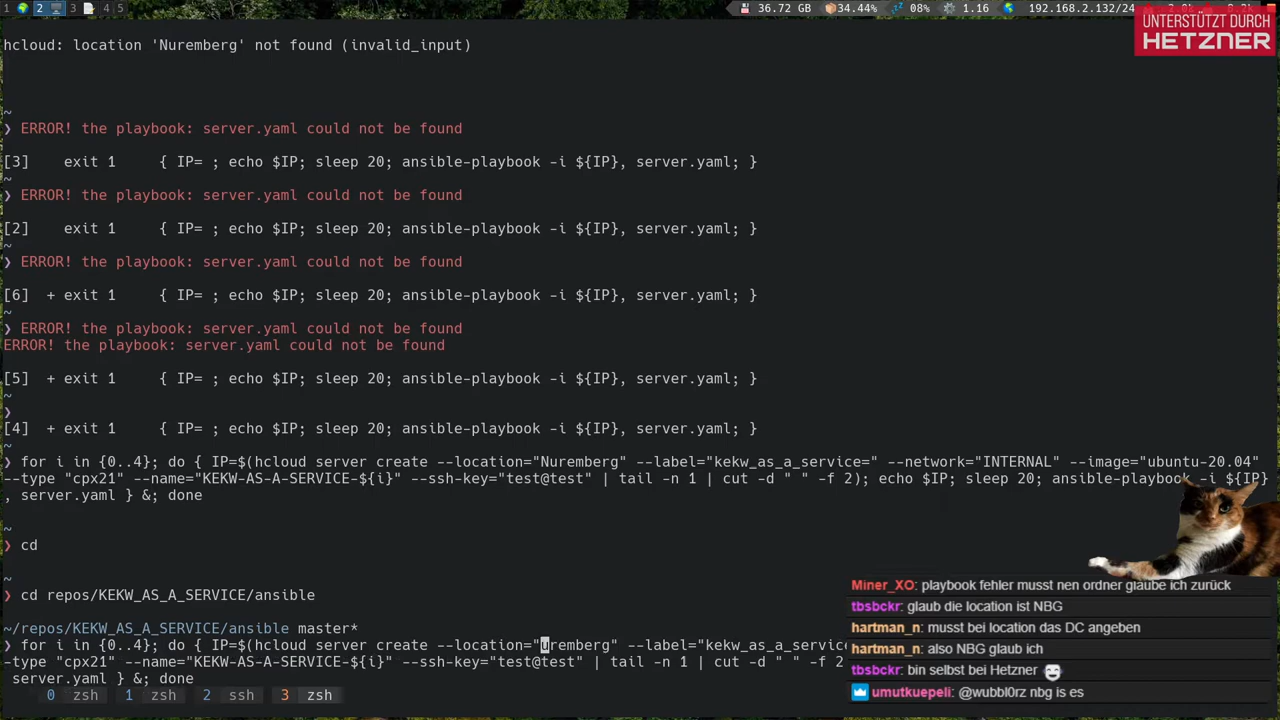 1 2 3 4 5
36.72 GB 34.44% 08% 1.16 192.168.2.132/24
UNTERSTÜTZT DURCH
HETZNER
hcloud: location 'Nuremberg' not found (invalid_input)
~
❯ ERROR! the playbook: server.yaml could not be found
[3]    exit 1     { IP= ; echo $IP; sleep 20; ansible-playbook -i ${IP}, server.yaml; }
~
❯ ERROR! the playbook: server.yaml could not be found
[2]    exit 1     { IP= ; echo $IP; sleep 20; ansible-playbook -i ${IP}, server.yaml; }
~
❯ ERROR! the playbook: server.yaml could not be found
[6]  + exit 1     { IP= ; echo $IP; sleep 20; ansible-playbook -i ${IP}, server.yaml; }
~
❯ ERROR! the playbook: server.yaml could not be found
ERROR! the playbook: server.yaml could not be found
[5]  + exit 1     { IP= ; echo $IP; sleep 20; ansible-playbook -i ${IP}, server.yaml; }
~
❯
[4]  + exit 1     { IP= ; echo $IP; sleep 20; ansible-playbook -i ${IP}, server.yaml; }
~
❯ for i in {0..4}; do { IP=$(hcloud server create --location="Nuremberg" --label="kekw_as_a_service=" --network="INTERNAL" --image="ubuntu-20.04"
--type "cpx21" --name="KEKW-AS-A-SERVICE-${i}" --ssh-key="test@test" | tail -n 1 | cut -d " " -f 2); echo $IP; sleep 20; ansible-playbook -i ${IP}
, server.yaml } &; done
~
❯ cd
~
❯ cd repos/KEKW_AS_A_SERVICE/ansible
~/repos/KEKW_AS_A_SERVICE/ansible master*
❯ for i in {0..4}; do { IP=$(hcloud server create --location="uremberg" --label="kekw_as_a_servic
-type "cpx21" --name="KEKW-AS-A-SERVICE-${i}" --ssh-key="test@test" | tail -n 1 | cut -d " " -f 2
server.yaml } &; done
0 zsh 1 zsh 2 ssh 3 zsh
Miner_XO: playbook fehler musst nen ordner glaube ich zurück
tbsbckr: glaub die location ist NBG
hartman_n: musst bei location das DC angeben
hartman_n: also NBG glaub ich
tbsbckr: bin selbst bei Hetzner
umutkuepeli: @wubbl0rz nbg is es